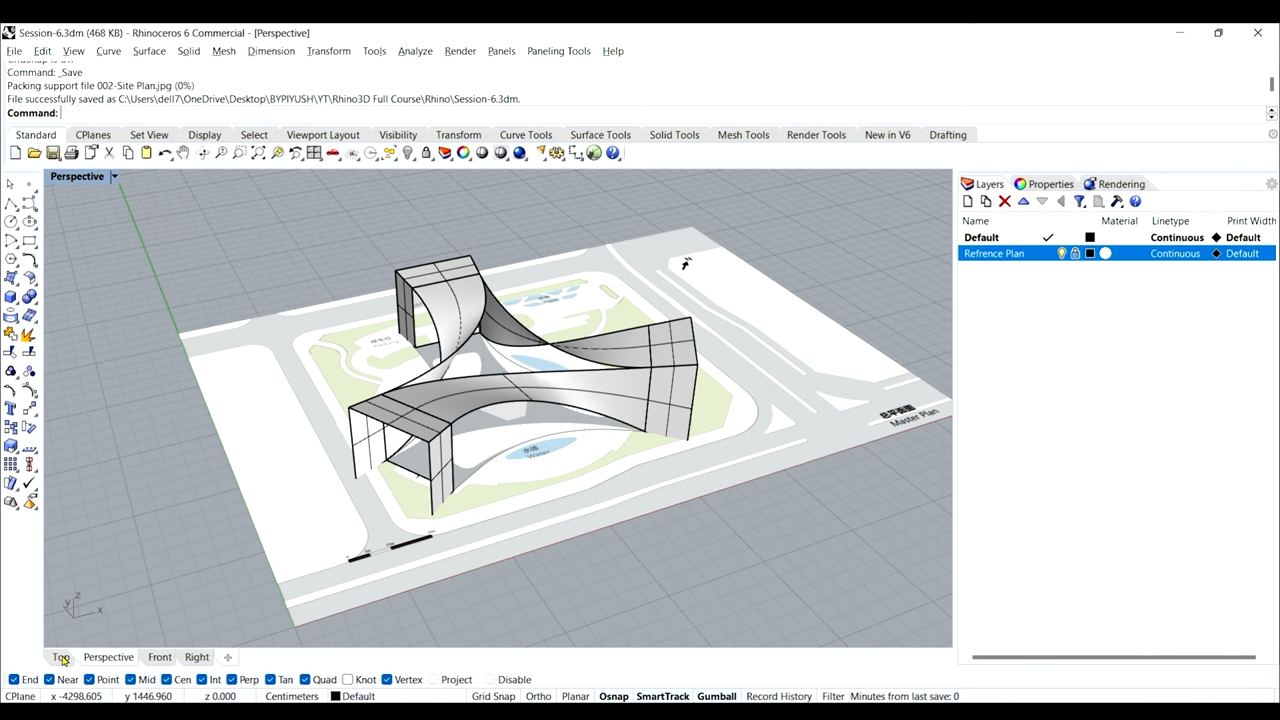 Session-6.3dm (468 KB) - Rhinoceros 6 Commercial - [Perspective]
File Edit View Curve Surface Solid Mesh Dimension Transform Tools Analyze Render Panels Paneling Tools Help
Command: _Save
Packing support file 002-Site Plan.jpg (0%)
File successfully saved as C:\Users\dell7\OneDrive\Desktop\BYPIYUSH\YT\Rhino3D Full Course\Rhino\Session-6.3dm.
Command:
Standard CPlanes Set View Display Select Viewport Layout Visibility Transform Curve Tools Surface Tools Solid Tools Mesh Tools Render Tools New in V6 Drafting
Perspective
Layers Properties Rendering
Name Material Linetype Print Width
Default Continuous Default
Refrence Plan Continuous Default
总平面图
Master Plan
水体
Water
z
y x
Top Perspective Front Right
End Near Point Mid Cen Int Perp Tan Quad Knot Vertex Project Disable
CPlane x -4298.605 y 1446.960 z 0.000 Centimeters Default Grid Snap Ortho Planar Osnap SmartTrack Gumball Record History Filter Minutes from last save: 0